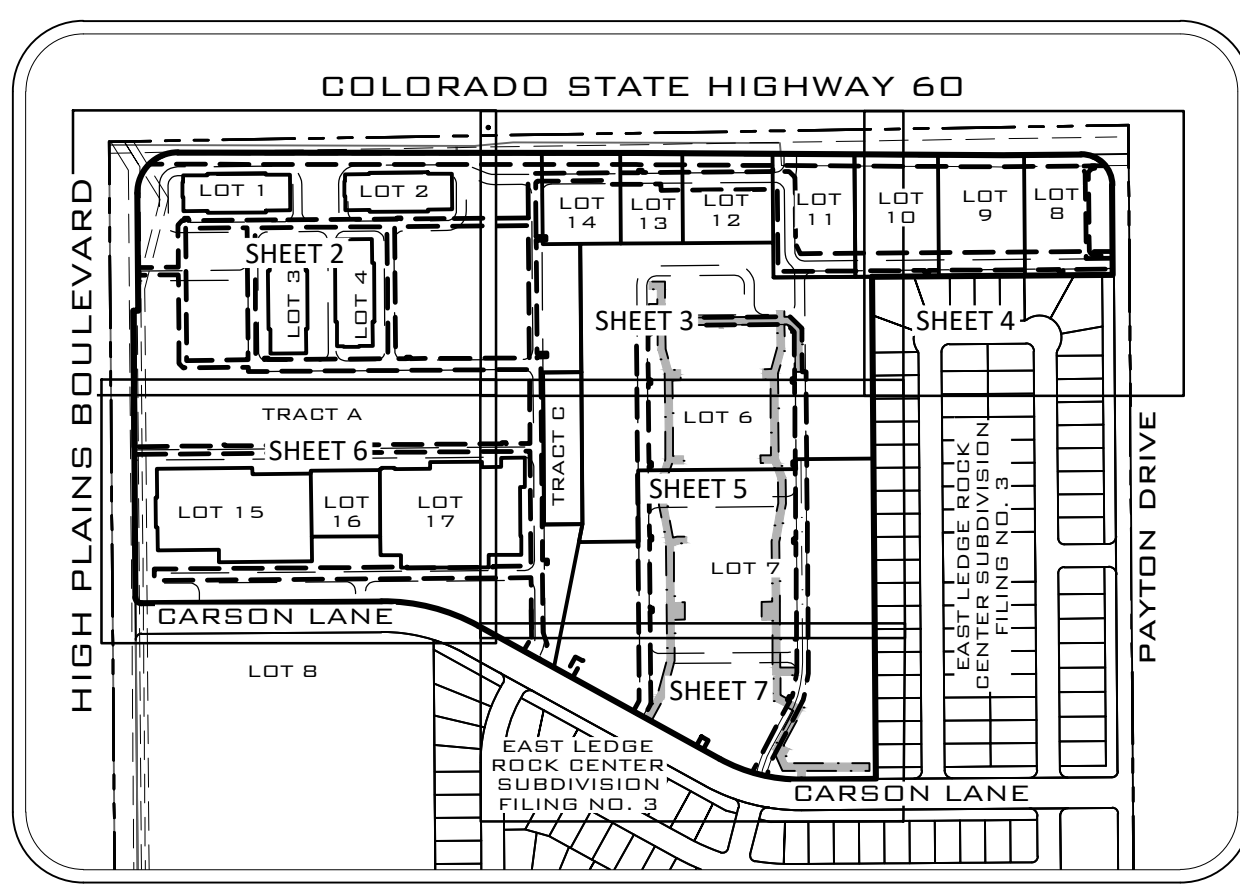 COLORADO STATE HIGHWAY 60
HIGH PLAINS BOULEVARD
LOT 1
LOT 2
SHEET 2
LOT 3
LOT 4
LOT
14
LOT
13
LOT
12
LOT
11
LOT
10
LOT
9
LOT
8
SHEET 3
SHEET 4
TRACT A
SHEET 6
TRACT C
LOT 6
SHEET 5
LOT 15
LOT
16
LOT
17
LOT 7
EAST LEDGE ROCK
CENTER SUBDIVISION
FILING NO. 3
PAYTON DRIVE
CARSON LANE
LOT 8
SHEET 7
EAST LEDGE
ROCK CENTER
SUBDIVISION
FILING NO. 3
CARSON LANE